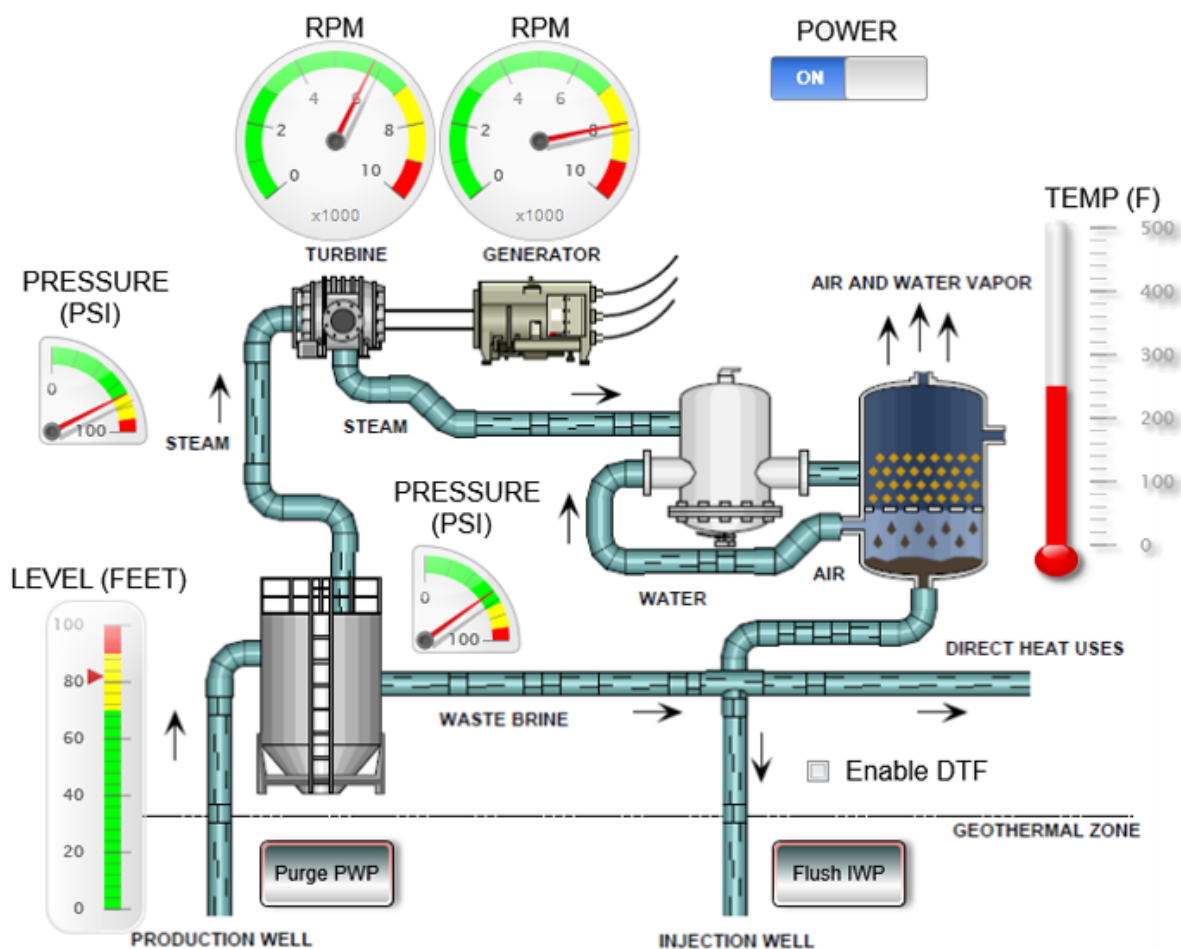 RPM
RPM
POWER
ON
4
6
2
8
0
10
x1000
4
6
2
8
0
10
x1000
TEMP (F)
500
400
300
200
100
0
TURBINE
GENERATOR
PRESSURE
(PSI)
0
100
AIR AND WATER VAPOR
STEAM
STEAM
PRESSURE
(PSI)
0
100
LEVEL (FEET)
100
80
60
40
20
0
WATER
AIR
DIRECT HEAT USES
WASTE BRINE
Enable DTF
GEOTHERMAL ZONE
Purge PWP
Flush IWP
PRODUCTION WELL
INJECTION WELL